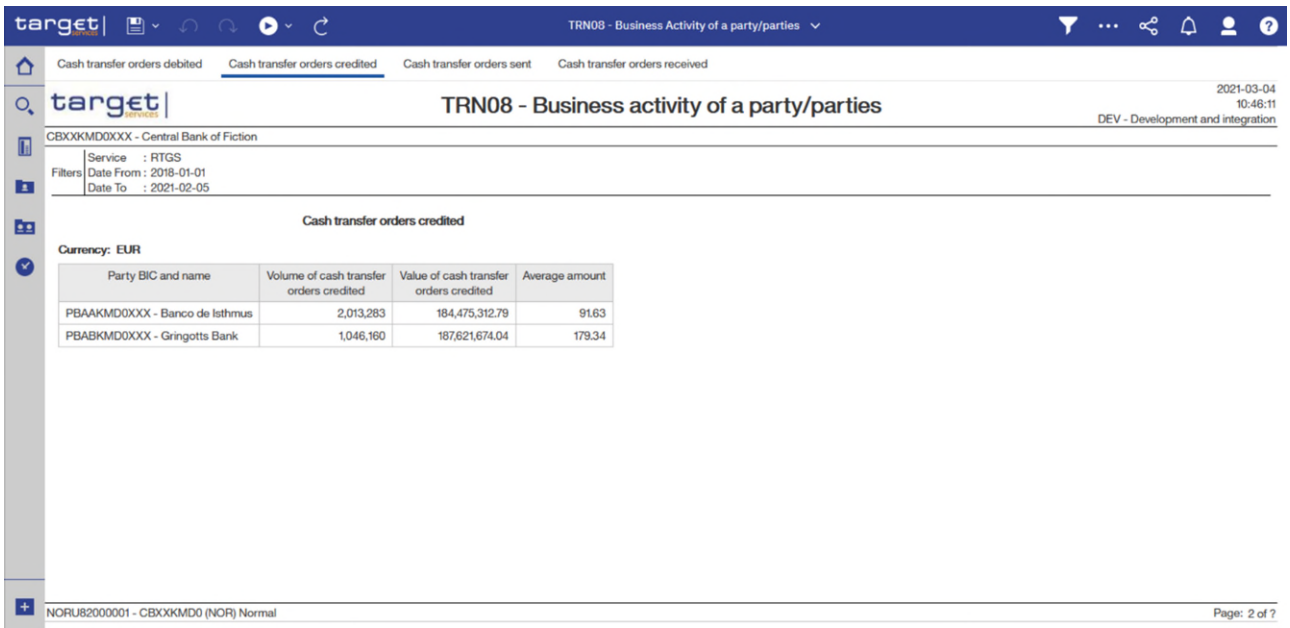 target|
services
TRN08 - Business Activity of a party/parties
Cash transfer orders debited
Cash transfer orders credited
Cash transfer orders sent
Cash transfer orders received
target|
services
TRN08 - Business activity of a party/parties
2021-03-04
10:46:11
DEV - Development and integration
CBXXKMD0XXX - Central Bank of Fiction
Filters
Service : RTGS
Date From : 2018-01-01
Date To : 2021-02-05
Cash transfer orders credited
Currency: EUR
Party BIC and name
Volume of cash transfer
orders credited
Value of cash transfer
orders credited
Average amount
PBAAKMD0XXX - Banco de Isthmus 2,013,283 184,475,312.79 91.63
PBABKMD0XXX - Gringotts Bank 1,046,160 187,621,674.04 179.34
NORU82000001 - CBXXKMD0 (NOR) Normal
Page: 2 of ?